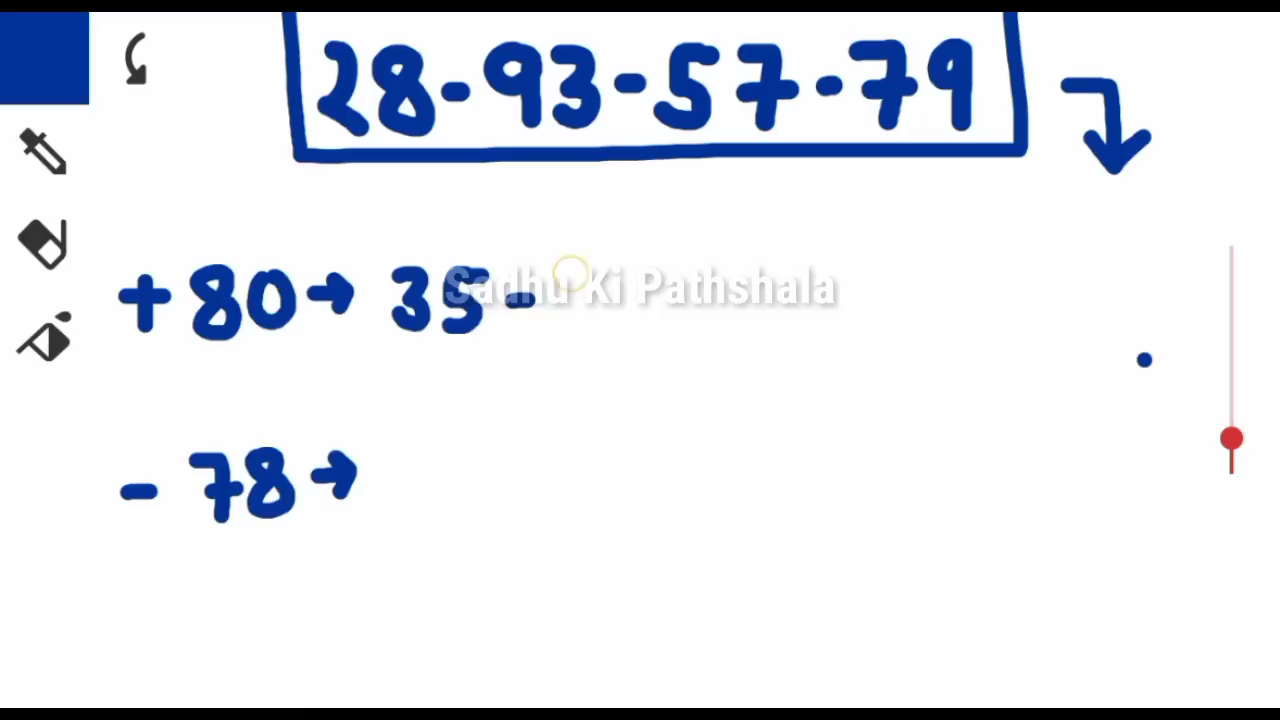 28-93-57-79
+80→ 35-
Sadhu Ki Pathshala
-78→